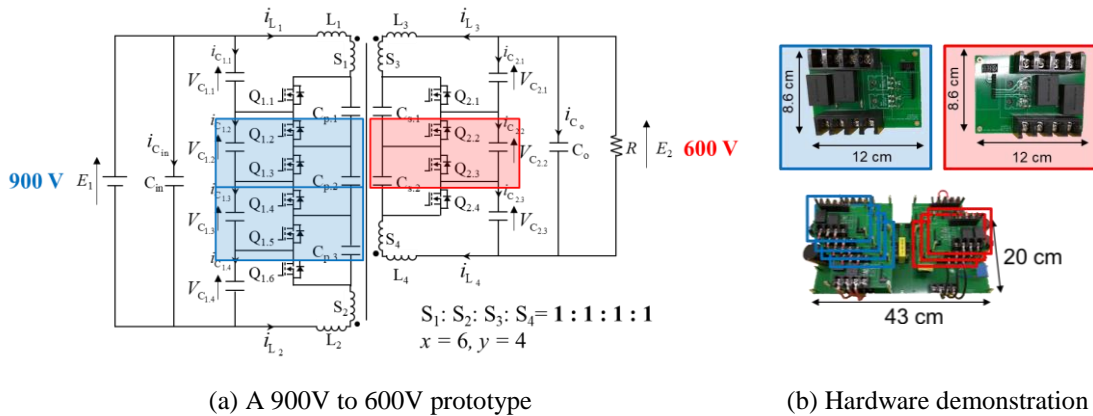 i_L1 L1 L3 i_L3
S1 S3
i_C1.1 V_C1.1 Q1.1 C_p.1 C_s.1 Q2.1 i_C2.1 V_C2.1
i_C1.2 V_C1.2 Q1.2 Q2.2 i_C2.2 V_C2.2
i_Cin C_in Q1.3 C_p.2 C_s.2 Q2.3 i_Co C_o R E2 600 V
900 V E1
i_C1.3 V_C1.3 Q1.4 Q2.4 i_C2.3 V_C2.3
Q1.5 C_p.3 S4
i_C1.4 V_C1.4 Q1.6 L4 i_L4
S2
i_L2 L2
S1: S2: S3: S4= 1 : 1 : 1 : 1
x = 6, y = 4
8.6 cm
12 cm
8.6 cm
12 cm
20 cm
43 cm
(a) A 900V to 600V prototype
(b) Hardware demonstration